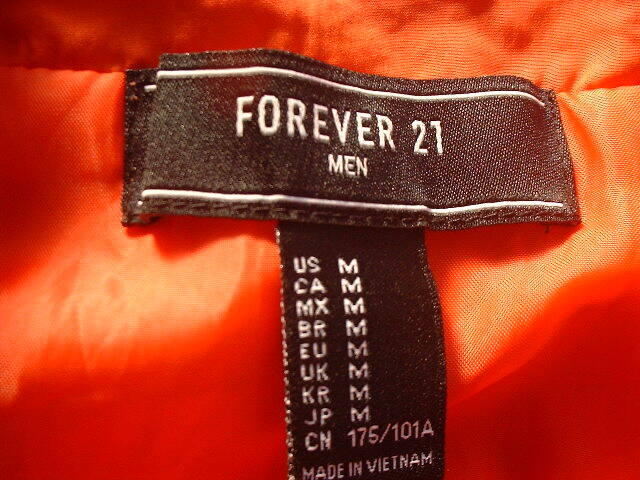 FOREVER 21
MEN
US M
CA M
MX M
BR M
EU M
UK M
KR M
JP M
CN 175/101A
MADE IN VIETNAM